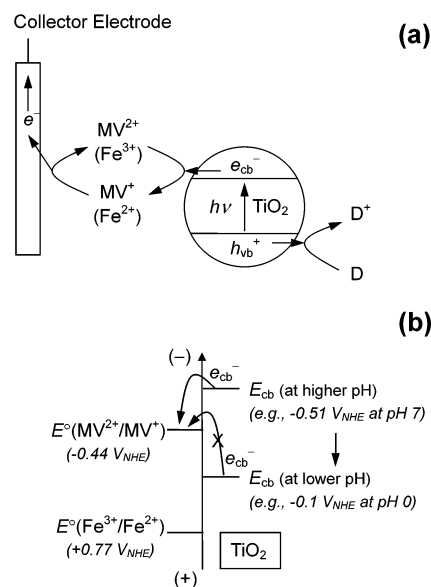 Collector Electrode
(a)
e⁻
MV²⁺
(Fe³⁺)
MV⁺
(Fe²⁺)
e_cb⁻
hν
TiO₂
h_vb⁺
D⁺
D
(b)
(−)
e_cb⁻
E_cb (at higher pH)
(e.g., -0.51 V_NHE at pH 7)
E°(MV²⁺/MV⁺)
(-0.44 V_NHE)
X
e_cb⁻
E_cb (at lower pH)
(e.g., -0.1 V_NHE at pH 0)
E°(Fe³⁺/Fe²⁺)
(+0.77 V_NHE)
TiO₂
(+)